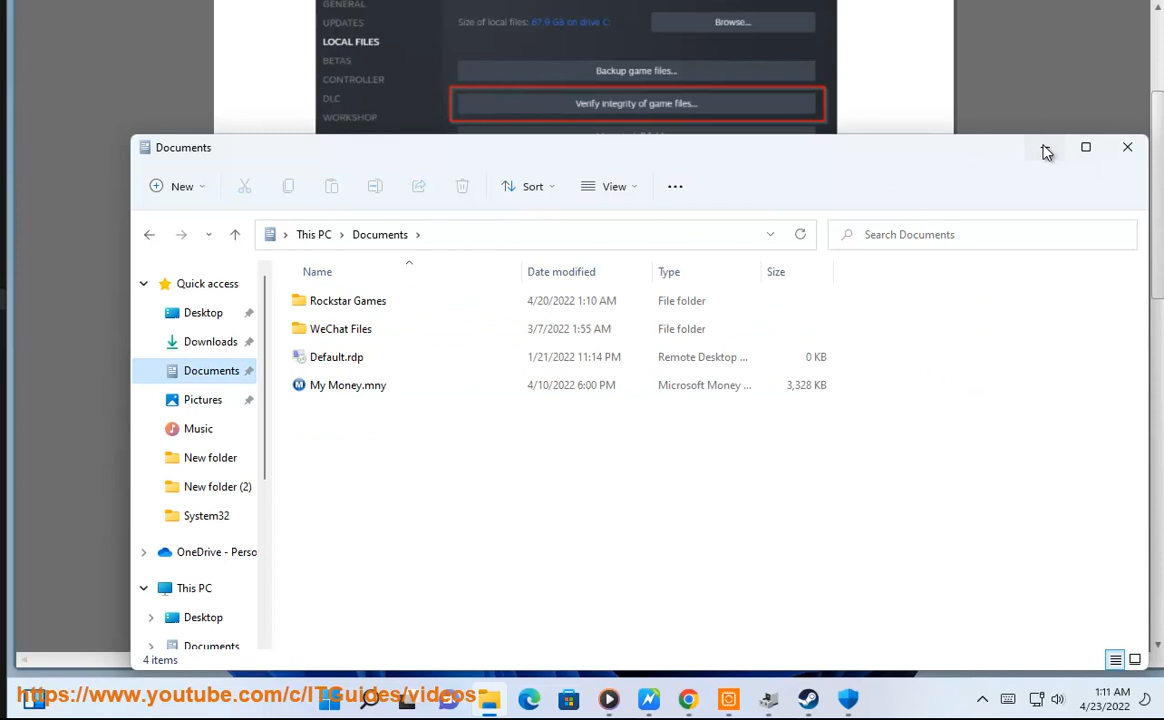 GENERAL
UPDATES
LOCAL FILES
BETAS
CONTROLLER
DLC
WORKSHOP
Size of local files: 87.9 GB on drive C:
Browse...
Backup game files...
Verify integrity of game files...
Documents
New
Sort
View
This PC
Documents
Search Documents
Name
Date modified
Type
Size
Rockstar Games
4/20/2022 1:10 AM
File folder
WeChat Files
3/7/2022 1:55 AM
File folder
Default.rdp
1/21/2022 11:14 PM
Remote Desktop ...
0 KB
My Money.mny
4/10/2022 6:00 PM
Microsoft Money ...
3,328 KB
Quick access
Desktop
Downloads
Documents
Pictures
Music
New folder
New folder (2)
System32
OneDrive - Perso
This PC
Desktop
Documents
4 items
https://www.youtube.com/c/ITGuides/videos
1:11 AM
4/23/2022